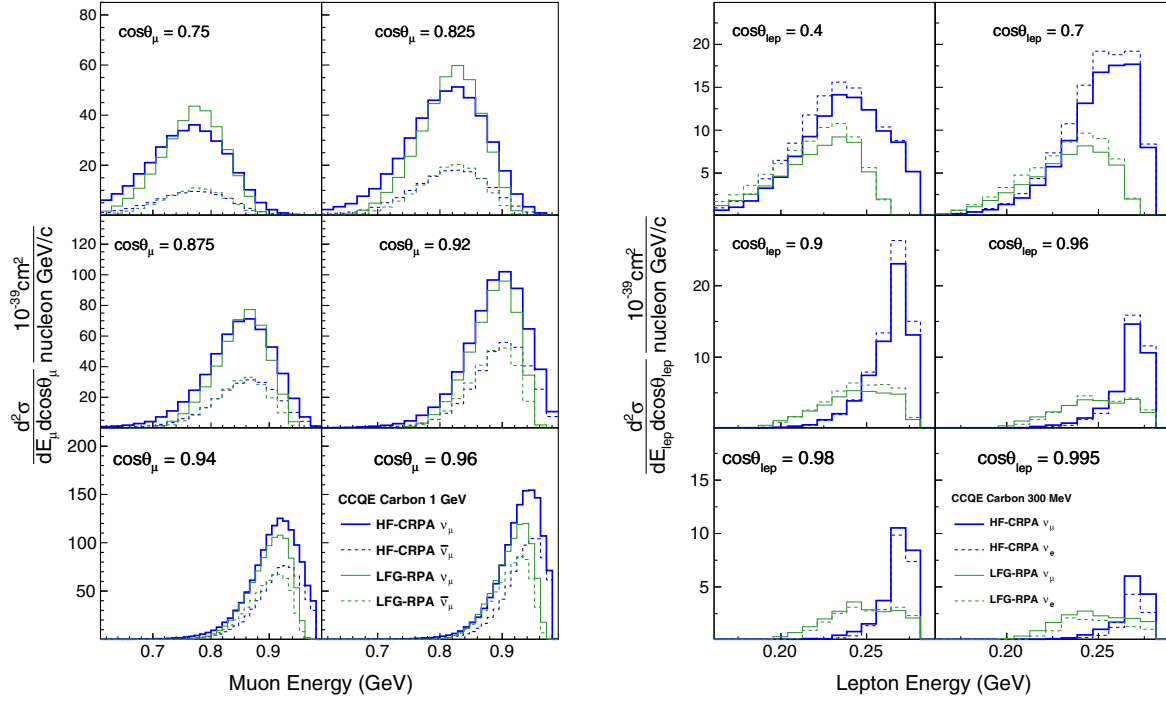 cosθμ = 0.75
cosθμ = 0.825
80
60
40
20
cosθμ = 0.875
cosθμ = 0.92
120
100
80
60
40
20
cosθμ = 0.94
cosθμ = 0.96
200
150
100
50
CCQE Carbon 1 GeV
HF-CRPA νμ
HF-CRPA ν̅μ
LFG-RPA νμ
LFG-RPA ν̅μ
0.7 0.8 0.9 0.7 0.8 0.9
Muon Energy (GeV)
d²σ/dEμdcosθμ 10⁻³⁹cm²/nucleon GeV/c
cosθlep = 0.4
cosθlep = 0.7
25
20
15
10
5
cosθlep = 0.9
cosθlep = 0.96
25
20
15
10
5
cosθlep = 0.98
cosθlep = 0.995
15
10
5
CCQE Carbon 300 MeV
HF-CRPA νμ
HF-CRPA νe
LFG-RPA νμ
LFG-RPA νe
0.20 0.25 0.20 0.25
Lepton Energy (GeV)
d²σ/dElepdcosθlep 10⁻³⁹cm²/nucleon GeV/c